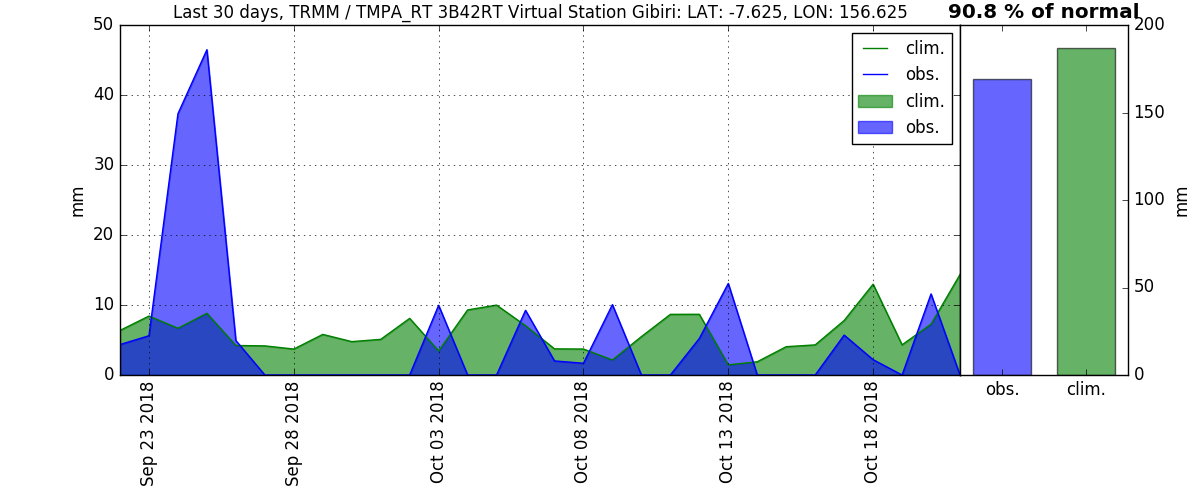 Last 30 days, TRMM / TMPA_RT 3B42RT Virtual Station Gibiri: LAT: -7.625, LON: 156.625
90.8 % of normal
50
40
30
20
10
0
mm
clim.
obs.
clim.
obs.
200
150
100
50
0
mm
Sep 23 2018
Sep 28 2018
Oct 03 2018
Oct 08 2018
Oct 13 2018
Oct 18 2018
obs.
clim.